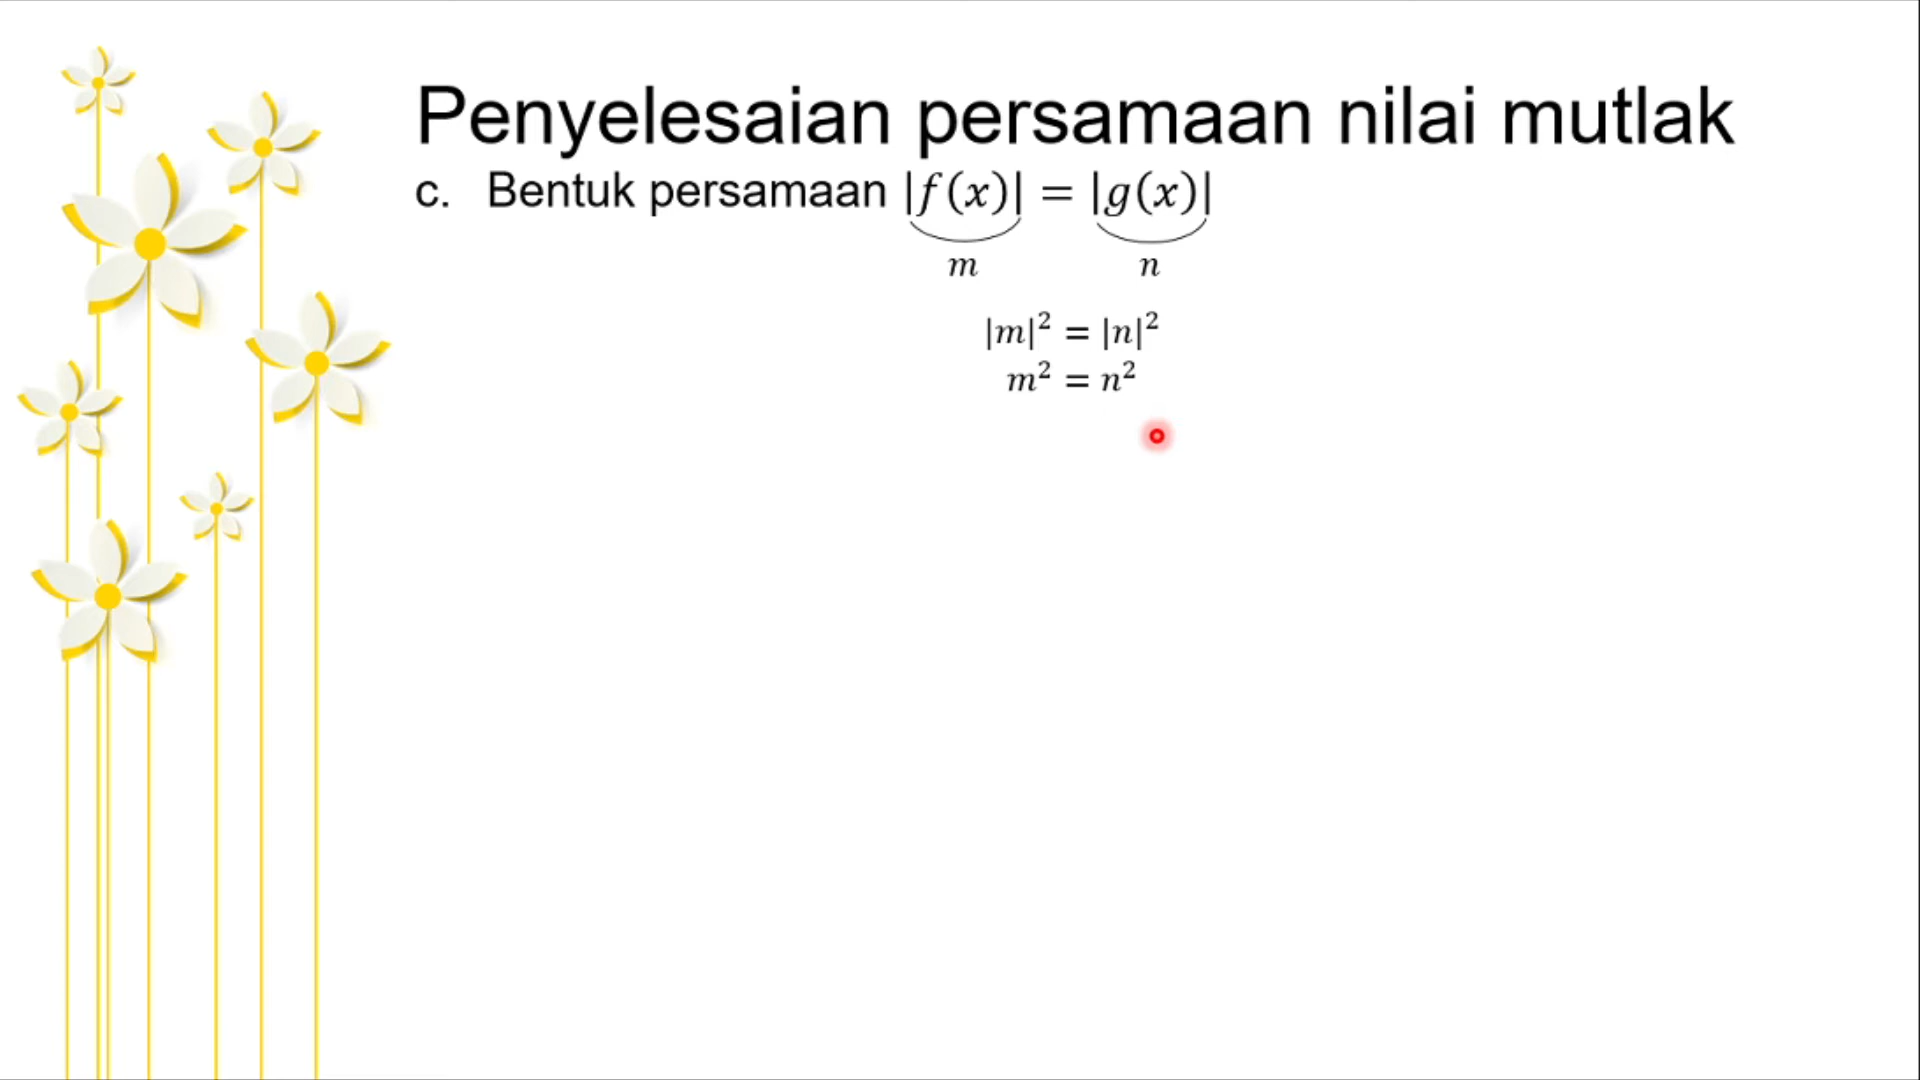 Penyelesaian persamaan nilai mutlak
c. Bentuk persamaan |f(x)| = |g(x)|
m n
|m|² = |n|²
m² = n²